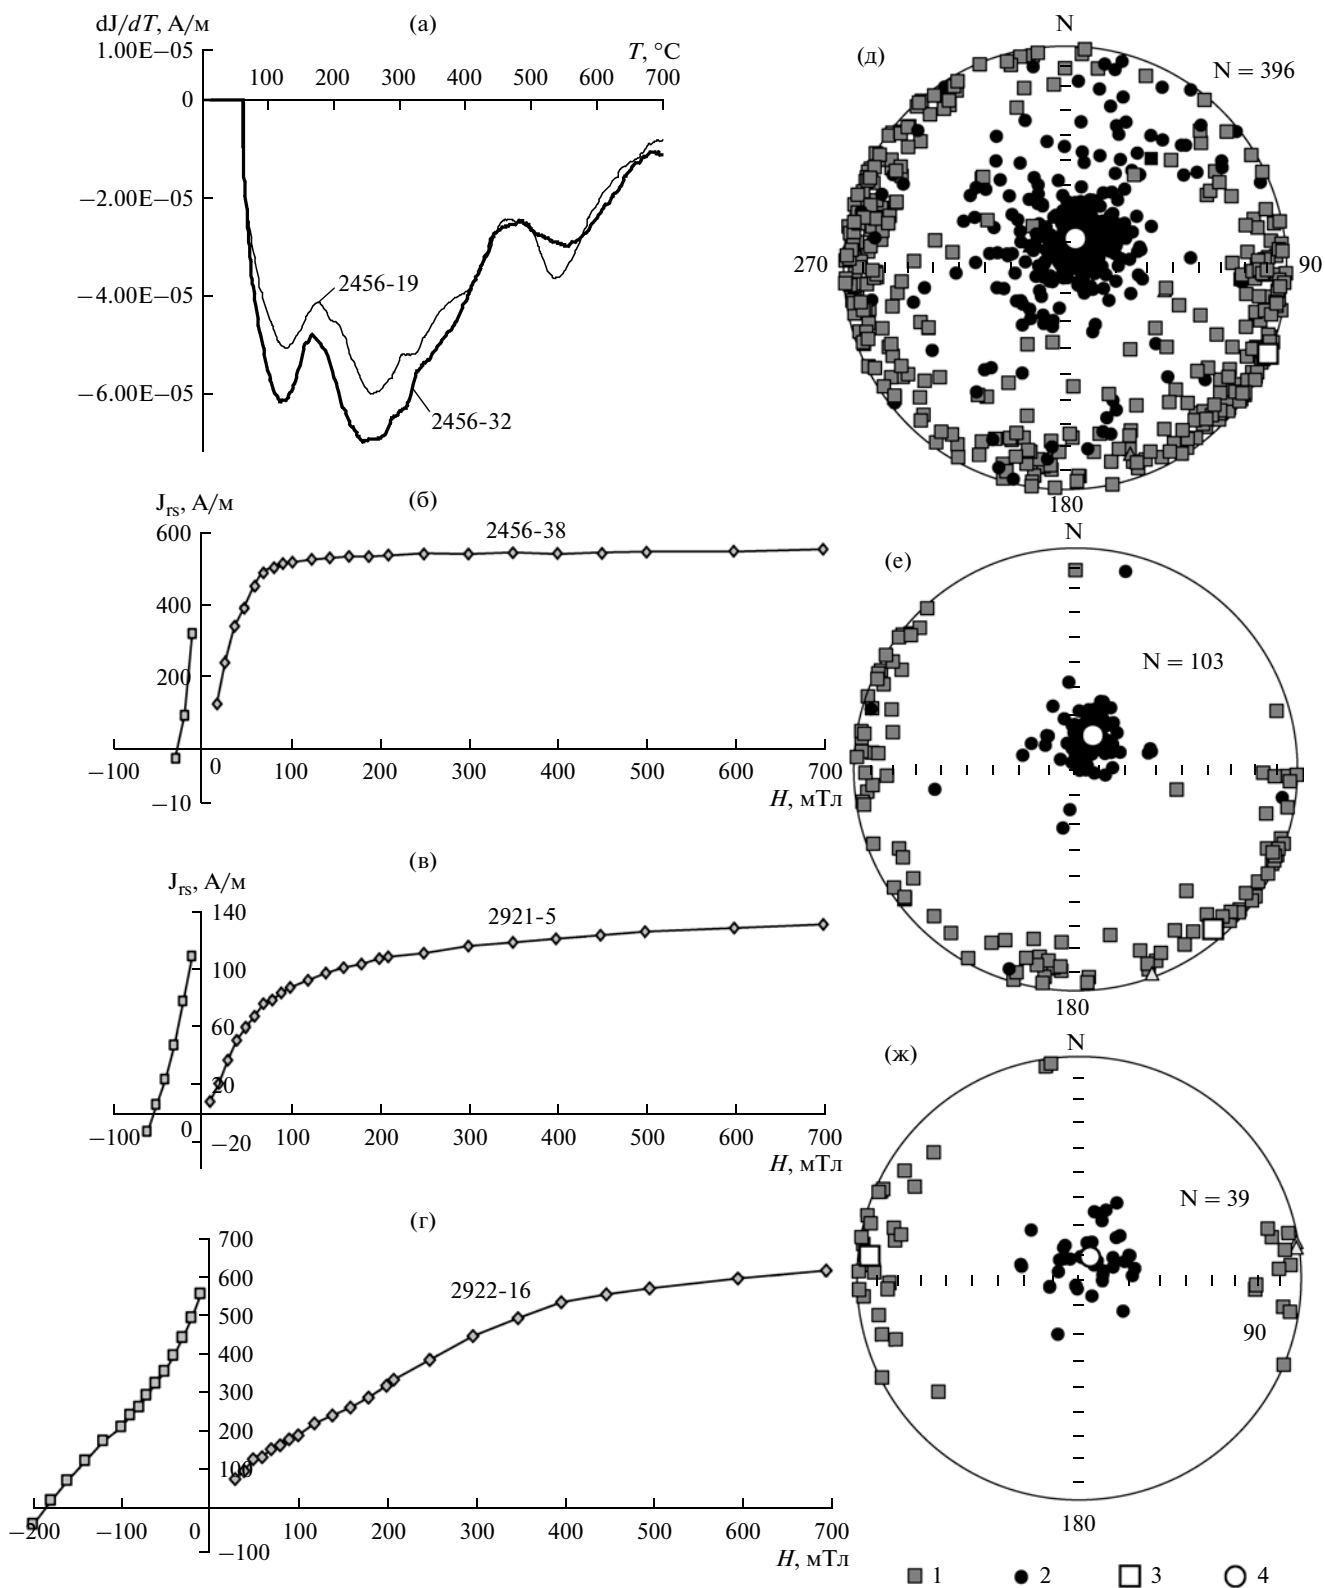 (а)
dJ/dT, А/м
1.00E−05
T, °C
100 200 300 400 500 600 700
0
−2.00E−05
−4.00E−05
−6.00E−05
2456-19
2456-32
(б)
Jrs, А/м
600
400
200
0
−10
2456-38
−100 100 200 300 400 500 600 700
H, мТл
(в)
Jrs, А/м
140
100
60
20
0
−20
2921-5
−100 100 200 300 400 500 600 700
H, мТл
(г)
700
600
500
400
300
200
100
−100
2922-16
−200 −100 0 100 200 300 400 500 600 700
H, мТл
(д)
N
N = 396
270 90
180
(е)
N
N = 103
180
(ж)
N
N = 39
90
180
1 2 3 4